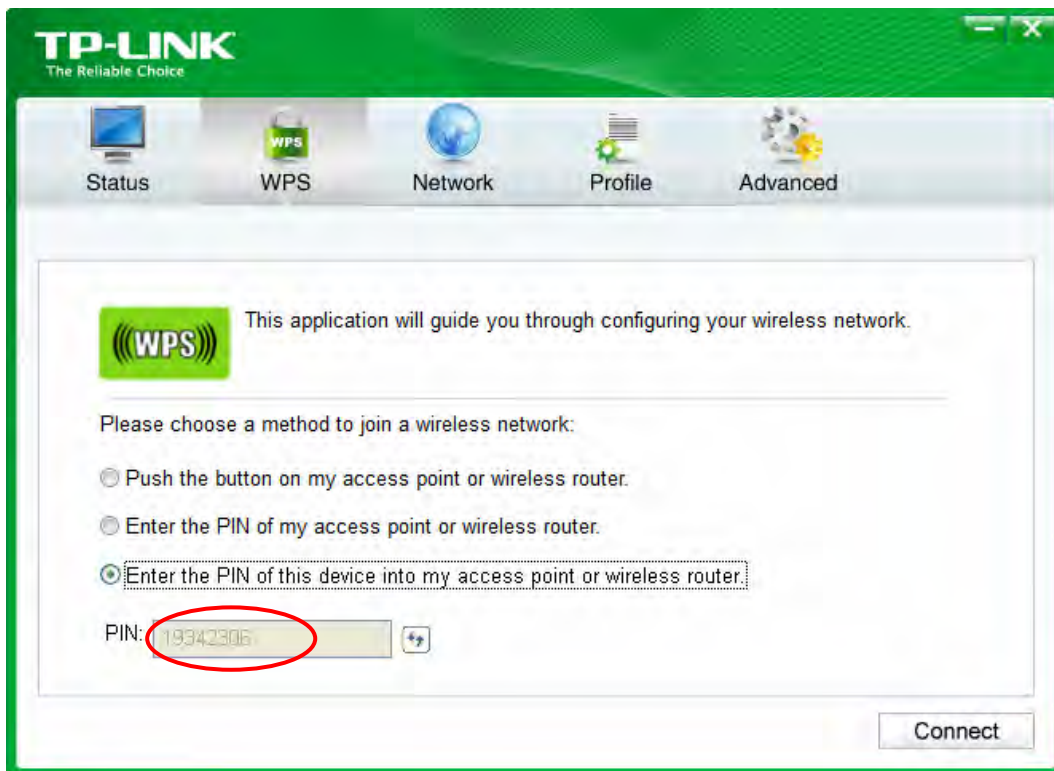 TP-LINK
The Reliable Choice
Status WPS Network Profile Advanced
WPS
(((WPS))) This application will guide you through configuring your wireless network.
Please choose a method to join a wireless network:
Push the button on my access point or wireless router.
Enter the PIN of my access point or wireless router.
Enter the PIN of this device into my access point or wireless router.
PIN: 19342306
Connect